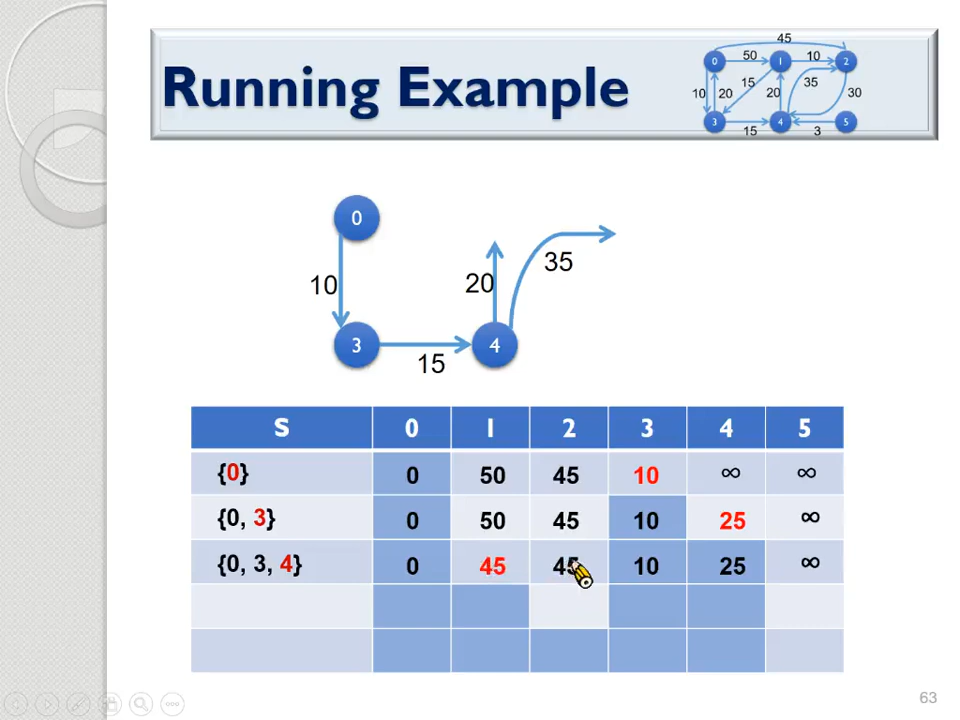 Running Example
45
50 10
0 1 2
15 35
10 20 20 30
3 4 5
15 3
0
35
20
10
3 4
15
S 0 1 2 3 4 5
{0} 0 50 45 10 ∞ ∞
{0, 3} 0 50 45 10 25 ∞
{0, 3, 4} 0 45 45 10 25 ∞
63